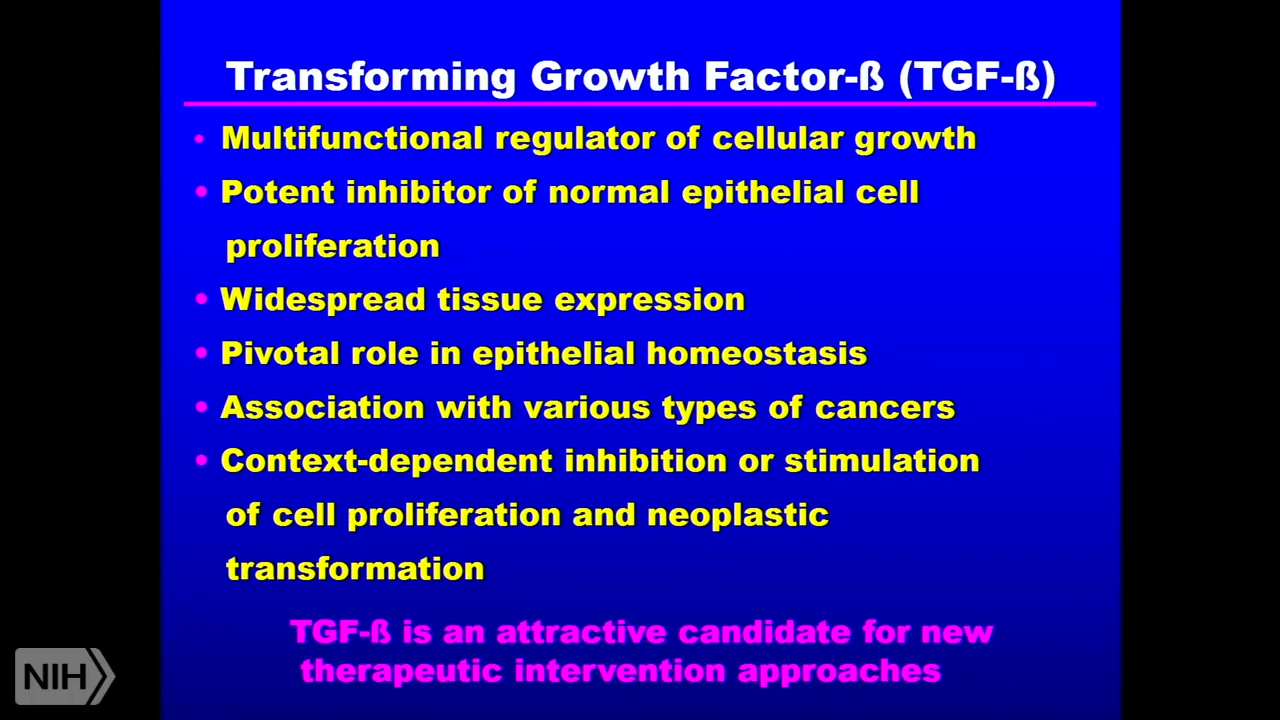 Transforming Growth Factor-ß (TGF-ß)
• Multifunctional regulator of cellular growth
• Potent inhibitor of normal epithelial cell
proliferation
• Widespread tissue expression
• Pivotal role in epithelial homeostasis
• Association with various types of cancers
• Context-dependent inhibition or stimulation
of cell proliferation and neoplastic
transformation
TGF-ß is an attractive candidate for new
therapeutic intervention approaches
NIH